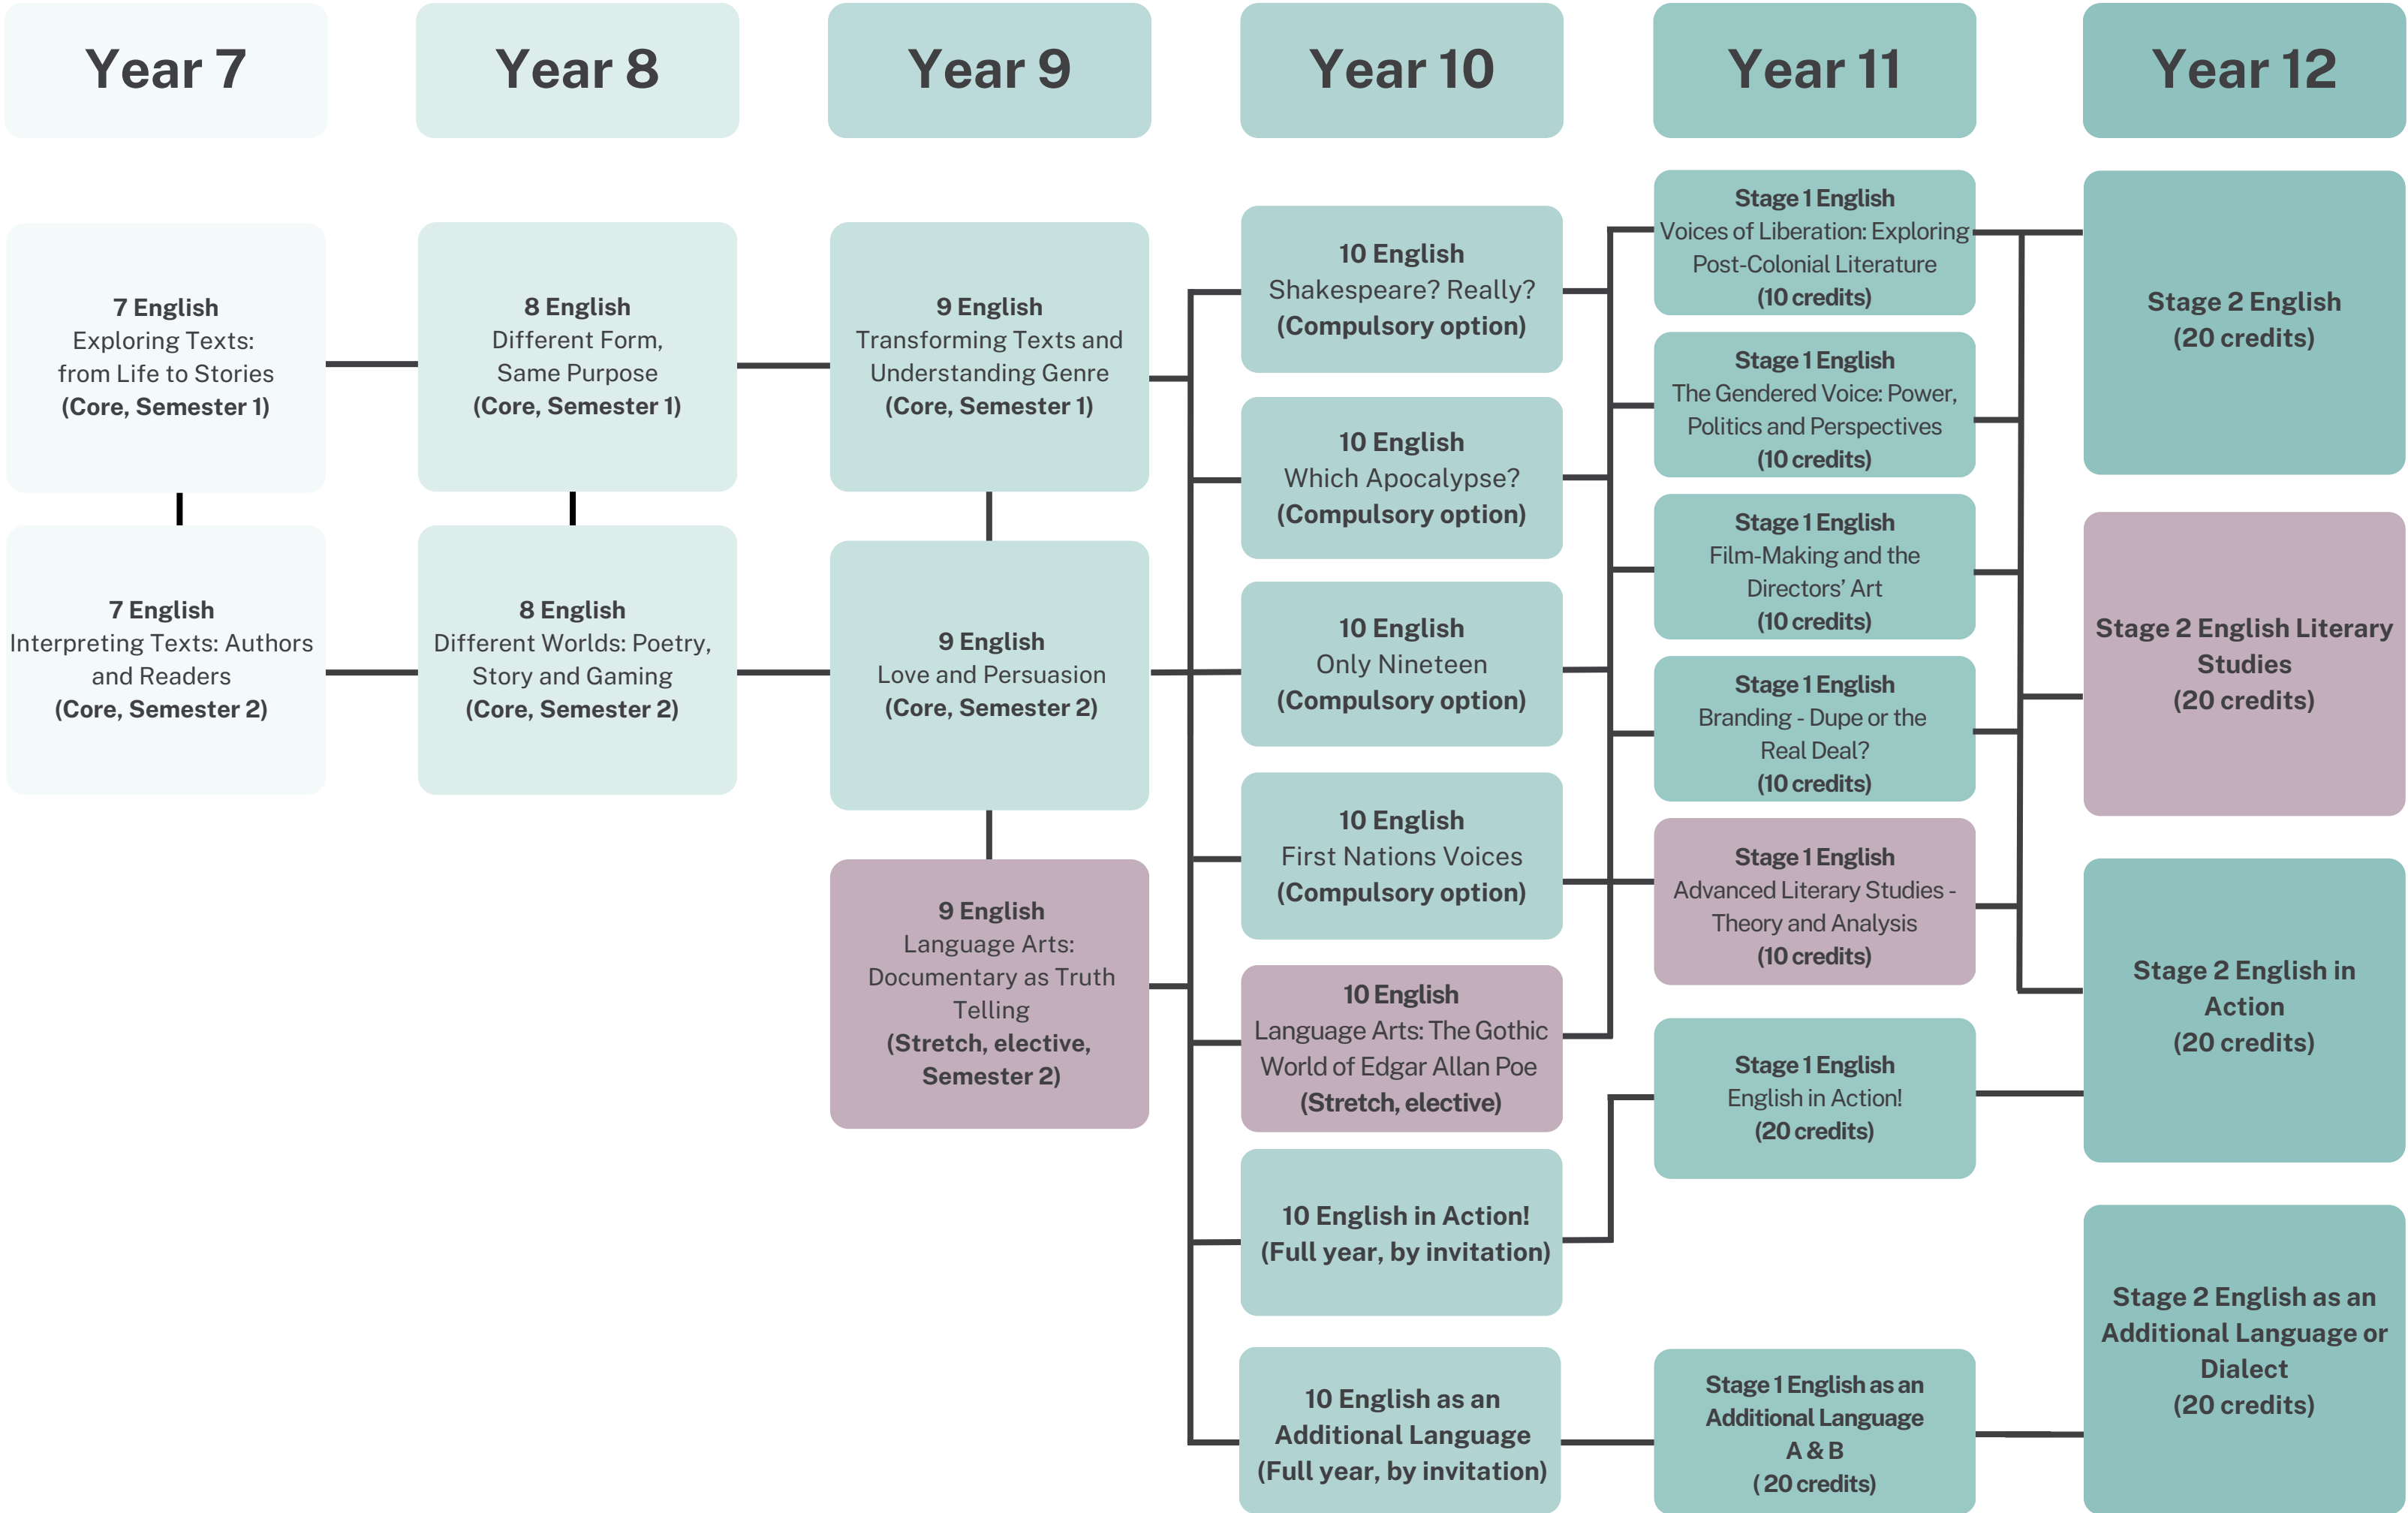 Year 7
Year 8
Year 9
Year 10
Year 11
Year 12
7 English
Exploring Texts:
from Life to Stories
(Core, Semester 1)
7 English
Interpreting Texts: Authors
and Readers
(Core, Semester 2)
8 English
Different Form,
Same Purpose
(Core, Semester 1)
8 English
Different Worlds: Poetry,
Story and Gaming
(Core, Semester 2)
9 English
Transforming Texts and
Understanding Genre
(Core, Semester 1)
9 English
Love and Persuasion
(Core, Semester 2)
9 English
Language Arts:
Documentary as Truth
Telling
(Stretch, elective,
Semester 2)
10 English
Shakespeare? Really?
(Compulsory option)
10 English
Which Apocalypse?
(Compulsory option)
10 English
Only Nineteen
(Compulsory option)
10 English
First Nations Voices
(Compulsory option)
10 English
Language Arts: The Gothic
World of Edgar Allan Poe
(Stretch, elective)
10 English in Action!
(Full year, by invitation)
10 English as an
Additional Language
(Full year, by invitation)
Stage 1 English
Voices of Liberation: Exploring
Post-Colonial Literature
(10 credits)
Stage 1 English
The Gendered Voice: Power,
Politics and Perspectives
(10 credits)
Stage 1 English
Film-Making and the
Directors’ Art
(10 credits)
Stage 1 English
Branding - Dupe or the
Real Deal?
(10 credits)
Stage 1 English
Advanced Literary Studies -
Theory and Analysis
(10 credits)
Stage 1 English
English in Action!
(20 credits)
Stage 1 English as an
Additional Language
A & B
( 20 credits)
Stage 2 English
(20 credits)
Stage 2 English Literary
Studies
(20 credits)
Stage 2 English in
Action
(20 credits)
Stage 2 English as an
Additional Language or
Dialect
(20 credits)